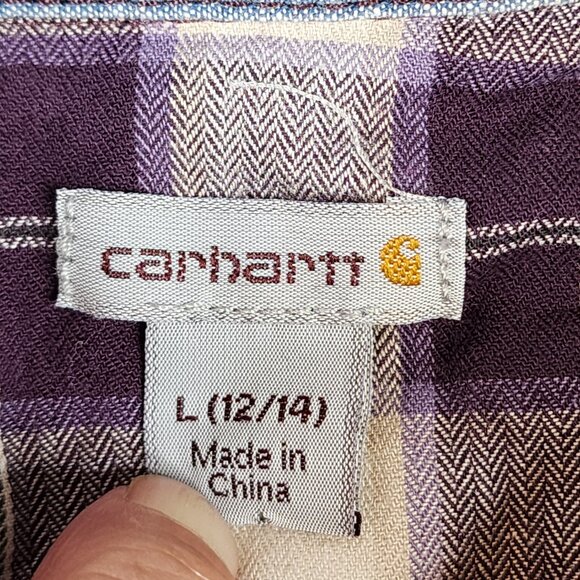 carhartt
L (12/14)
Made in
China